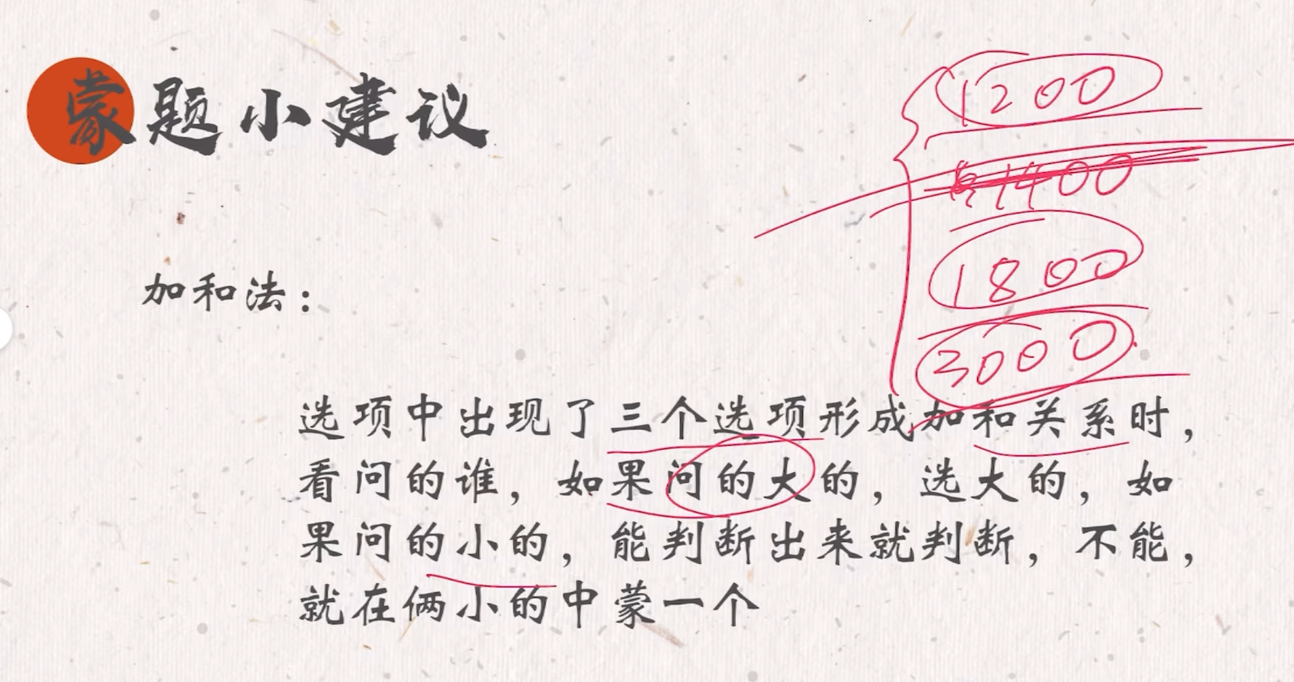 蒙题小建议
1200
1400
1800
3000
加和法：
选项中出现了三个选项形成加和关系时，
看问的谁，如果问的大的，选大的，如
果问的小的，能判断出来就判断，不能，
就在俩小的中蒙一个